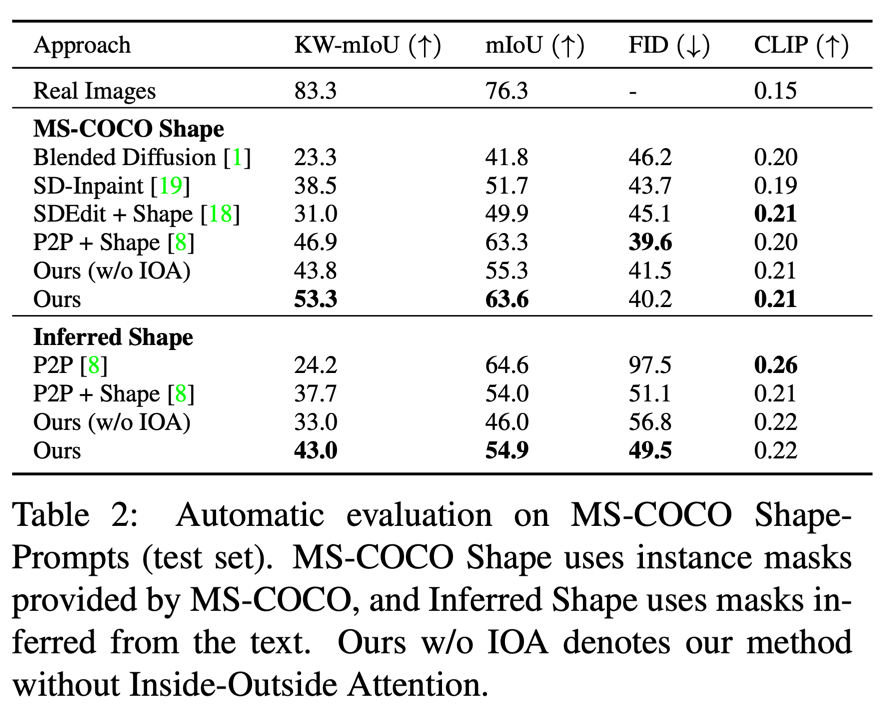 Approach KW-mIoU (↑) mIoU (↑) FID (↓) CLIP (↑)
Real Images 83.3 76.3 - 0.15
MS-COCO Shape
Blended Diffusion [1] 23.3 41.8 46.2 0.20
SD-Inpaint [19] 38.5 51.7 43.7 0.19
SDEdit + Shape [18] 31.0 49.9 45.1 0.21
P2P + Shape [8] 46.9 63.3 39.6 0.20
Ours (w/o IOA) 43.8 55.3 41.5 0.21
Ours 53.3 63.6 40.2 0.21
Inferred Shape
P2P [8] 24.2 64.6 97.5 0.26
P2P + Shape [8] 37.7 54.0 51.1 0.21
Ours (w/o IOA) 33.0 46.0 56.8 0.22
Ours 43.0 54.9 49.5 0.22
Table 2: Automatic evaluation on MS-COCO Shape-
Prompts (test set). MS-COCO Shape uses instance masks
provided by MS-COCO, and Inferred Shape uses masks in-
ferred from the text. Ours w/o IOA denotes our method
without Inside-Outside Attention.